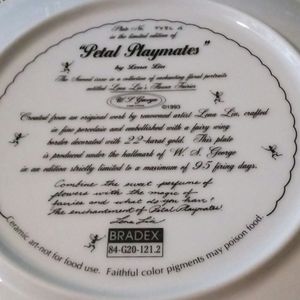 Plate No.
in the limited edition of
"Petal Playmates"
by Lena Liu
The Second issue in a collection of enchanting floral portraits
entitled Lena Liu's Flower Fairies
W. S. George
©1993
Created from an original work by renowned artist Lena Liu, crafted
in fine porcelain and embellished with a fairy wing
border decorated with 22-carat gold. This plate
is produced under the hallmark of W. S. George
in an edition strictly limited to a maximum of 95 firing days.
Combine the sweet perfume of
flowers with the magic of
fairies and what do you have?
The enchantment of Petal Playmates!
Lena Liu
BRADEX
84-G20-121.2
Ceramic art-not for food use. Faithful color pigments may poison food.